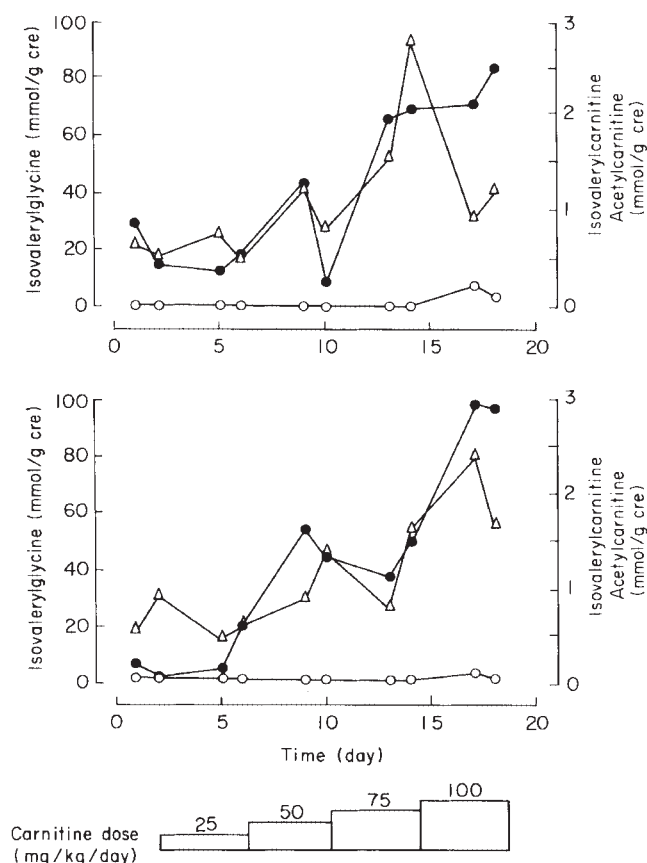 Isovalerylglycine (mmol/g cre)
100
80
60
40
20
0
3
2
1
0
Isovalerylcarnitine
Acetylcarnitine
(mmol/g cre)
0 5 10 15 20
Isovalerylglycine (mmol/g cre)
100
80
60
40
20
0
3
2
1
0
Isovalerylcarnitine
Acetylcarnitine
(mmol/g cre)
0 5 10 15 20
Time (day)
Carnitine dose
(mg/kg/day)
25 50 75 100